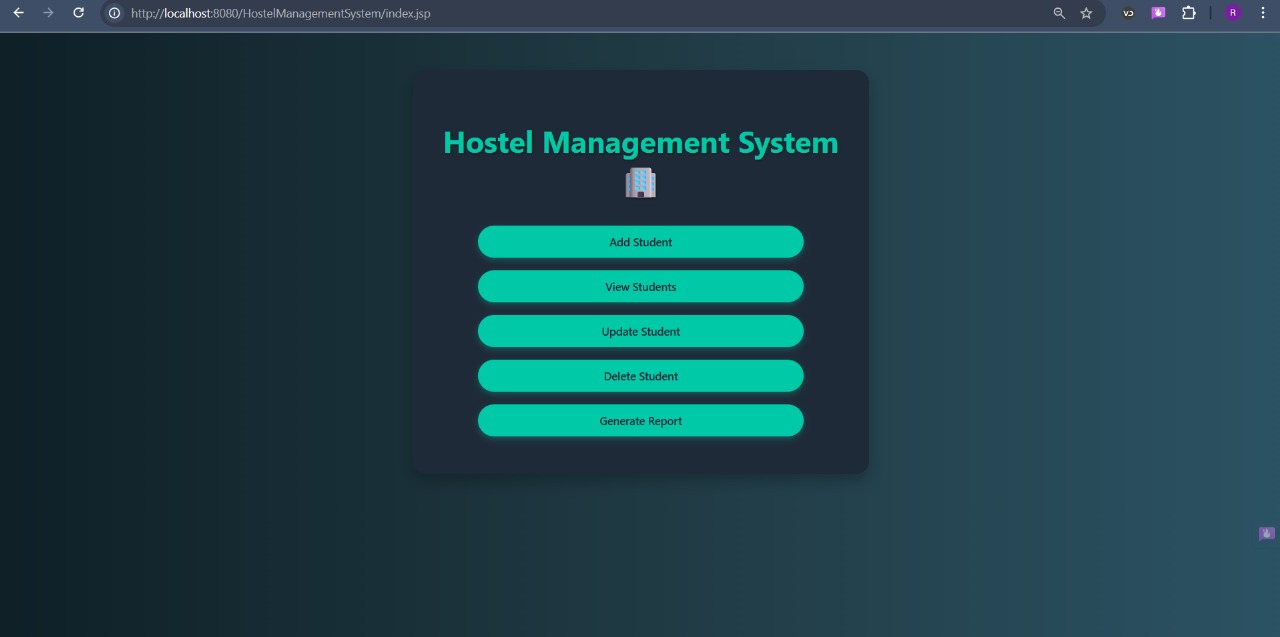 http://localhost:8080/HostelManagementSystem/index.jsp
VD
R
Hostel Management System
Add Student
View Students
Update Student
Delete Student
Generate Report